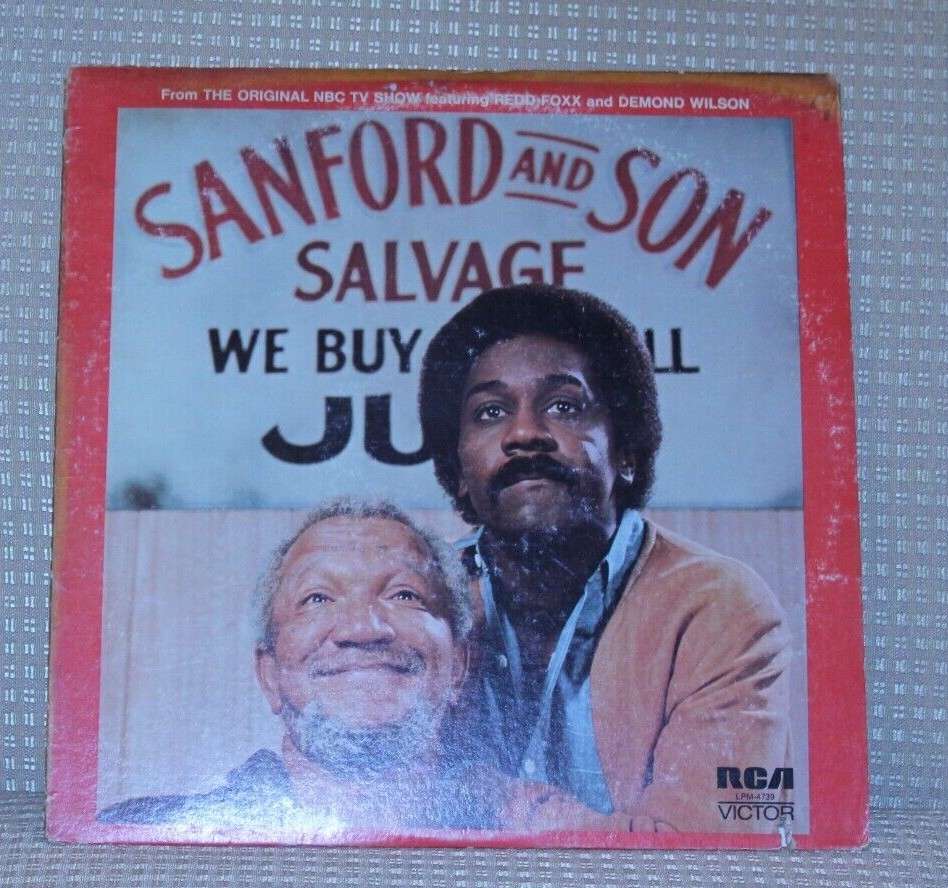 From THE ORIGINAL NBC TV SHOW featuring REDD FOXX and DEMOND WILSON
SANFORD AND SON
SALVAGE
WE BUY LL
JU
RCA
LPM-4739
VICTOR